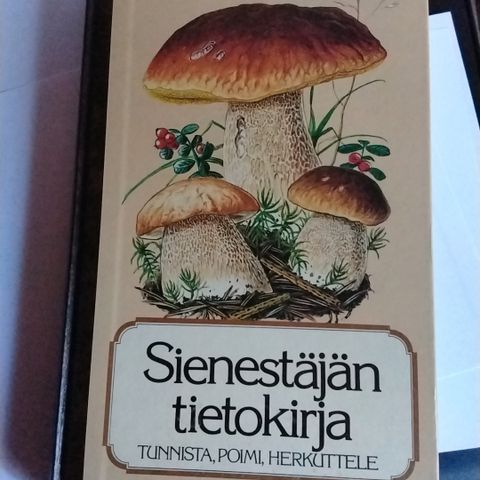 Sienestäjän
tietokirja
TUNNISTA, POIMI, HERKUTTELE